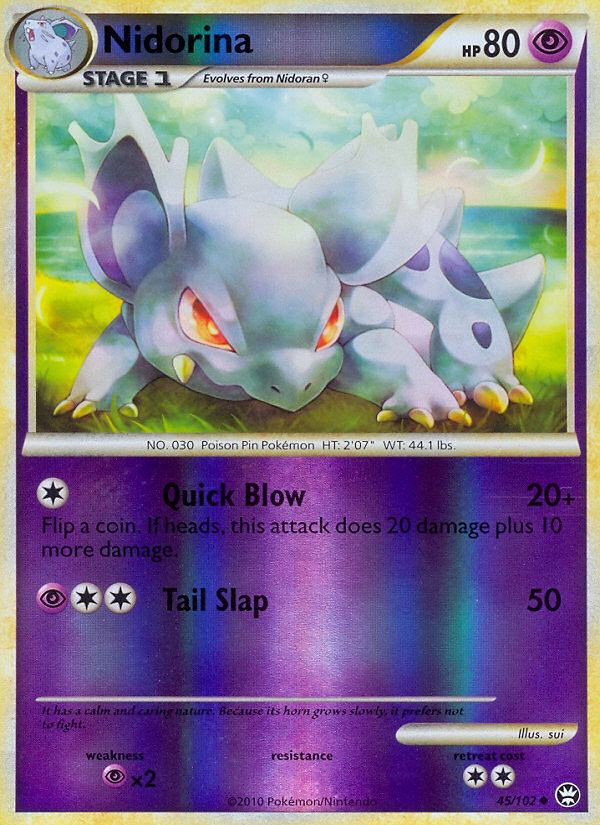 Nidorina
HP 80
STAGE 1
Evolves from Nidoran♀
NO. 030 Poison Pin Pokémon HT: 2'07" WT: 44.1 lbs.
Quick Blow 20+
Flip a coin. If heads, this attack does 20 damage plus 10
more damage.
Tail Slap 50
It has a calm and caring nature. Because its horn grows slowly, it prefers not
to fight.
Illus. sui
weakness resistance retreat cost
×2
©2010 Pokémon/Nintendo 45/102 ◆